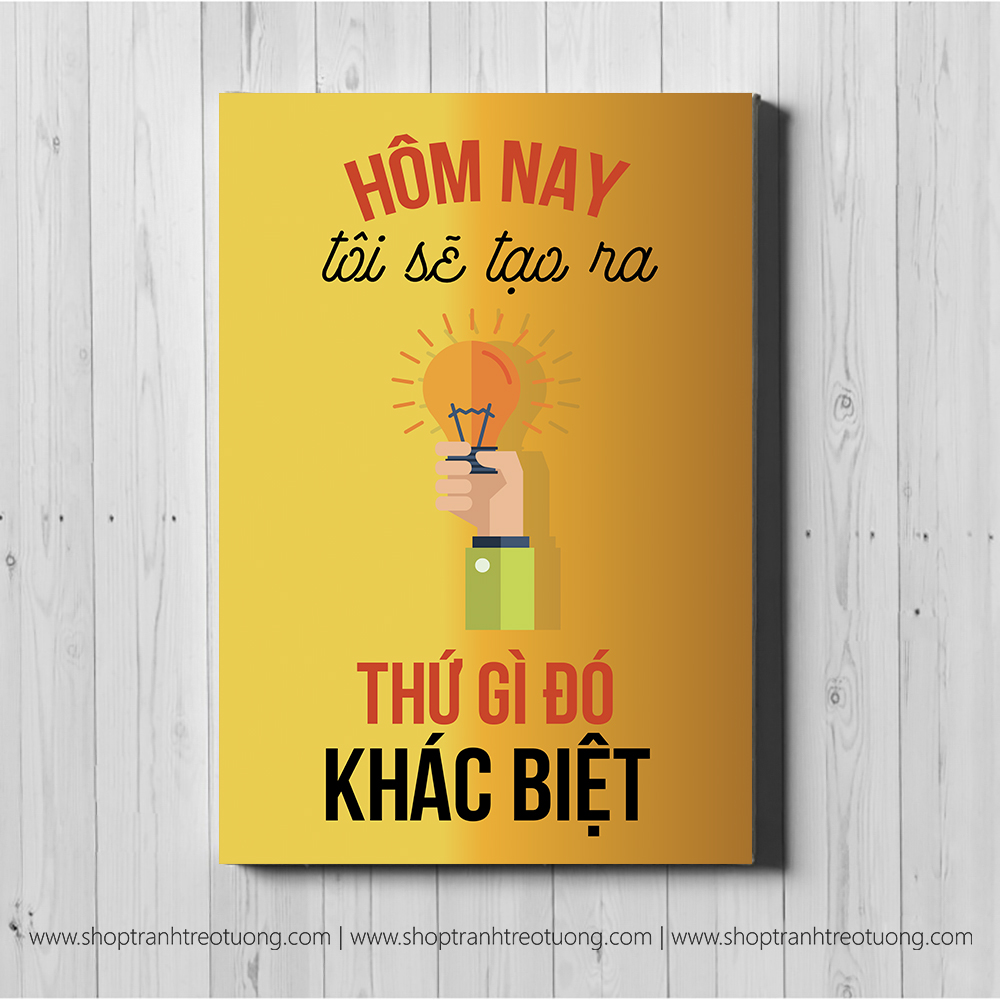 HÔM NAY
tôi sẽ tạo ra
THỨ GÌ ĐÓ
KHÁC BIỆT
www.shoptranhtreotuong.com | www.shoptranhtreotuong.com | www.shoptranhtreotuong.com